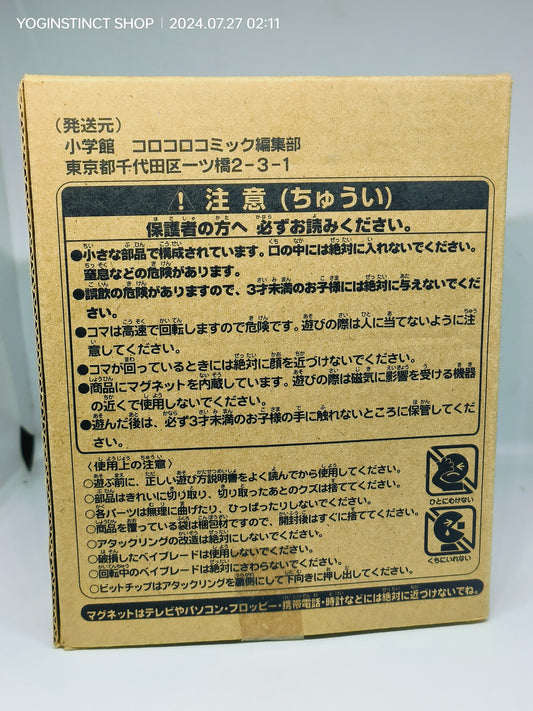 YOGINSTINCT SHOP | 2024.07.27 02:11
(発送元)
小学館 コロコロコミック編集部
東京都千代田区一ツ橋2-3-1
注意(ちゅうい)
保護者の方へ 必ずお読みください。
●小さな部品で構成されています。口の中には絶対に入れないでください。
窒息などの危険があります。
●誤飲の危険がありますので、3才未満のお子様には絶対に与えないでくだ
さい。
●コマは高速で回転しますので危険です。遊びの際は人に当てないように注
意してください。
●コマが回っているときには絶対に顔を近づけないでください。
●商品にマグネットを内蔵しています。遊びの際は磁気に影響を受ける機器
の近くで使用しないでください。
●遊んだ後は、必ず3才未満のお子様の手に触れないところに保管してくだ
さい。
〈使用上の注意〉
○遊ぶ前に、正しい遊び方説明書をよく読んでから使用してください。
○部品はきれいに切り取り、切り取ったあとのクズは捨ててください。
○各パーツは無理に曲げたり、ひっぱったりしないでください。
○商品を覆っている袋は梱包材ですので、開封後はすぐに捨ててください。
○アタックリングの改造は絶対にしないでください。
○破損したベイブレードは使用しないでください。
○回転中のベイブレードは絶対にさわらないでください。
○ビットチップはアタックリングを裏側にして下向きに押し出してください。
ひとにむけない
くちにいれない
マグネットはテレビやパソコン・フロッピー・携帯電話・時計などには絶対に近づけないでね。